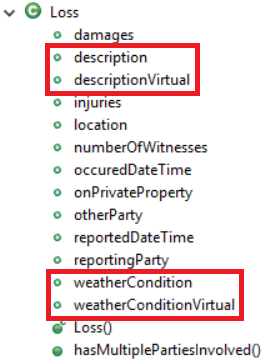 Loss
damages
description
descriptionVirtual
injuries
location
numberOfWitnesses
occuredDateTime
onPrivateProperty
otherParty
reportedDateTime
reportingParty
weatherCondition
weatherConditionVirtual
Loss()
hasMultiplePartiesInvolved()